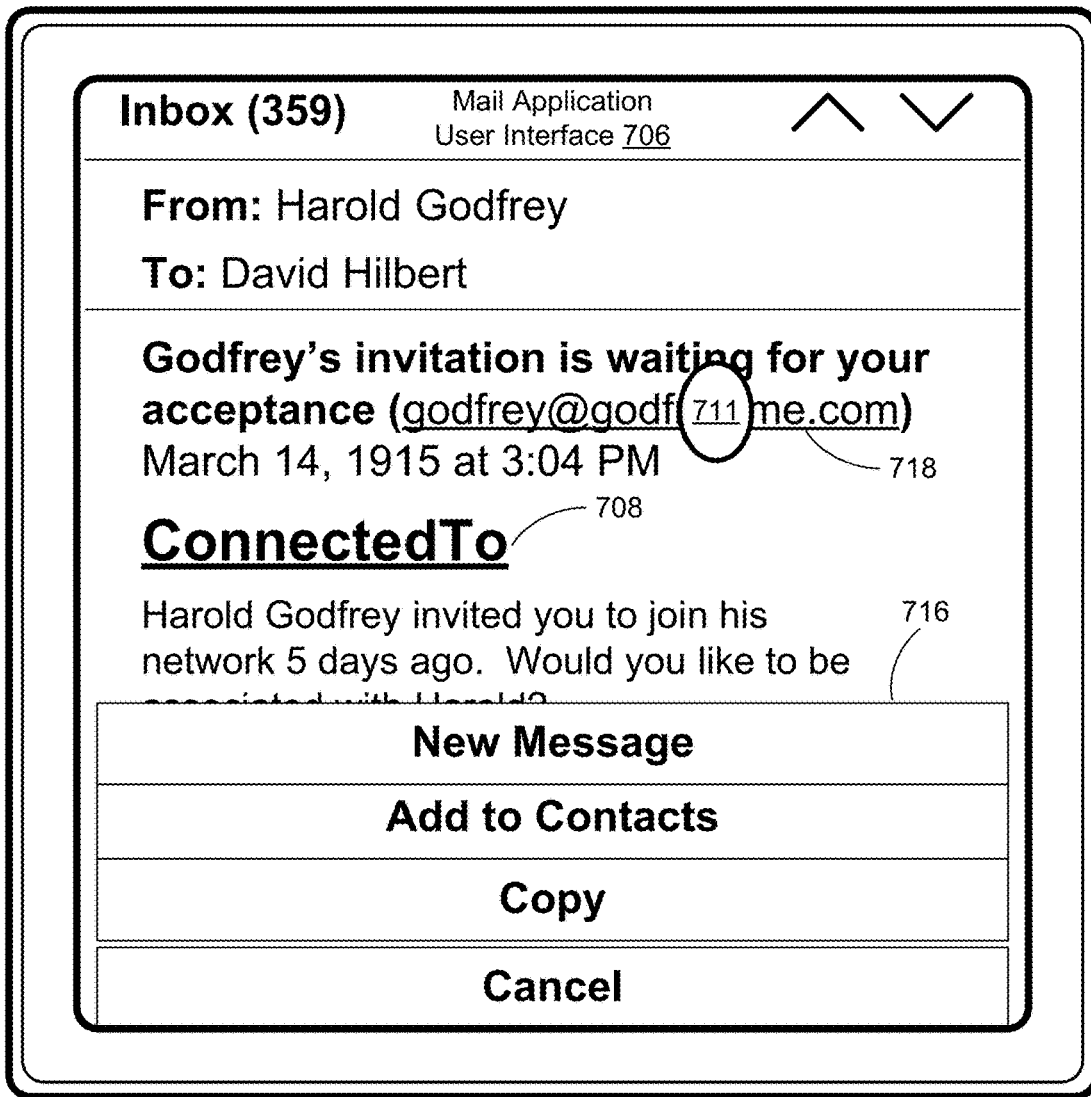 Inbox (359)
Mail Application
User Interface 706
From: Harold Godfrey
To: David Hilbert
Godfrey’s invitation is waiting for your
acceptance (godfrey@godf 711 me.com)
March 14, 1915 at 3:04 PM
718
708
ConnectedTo
Harold Godfrey invited you to join his
716
network 5 days ago. Would you like to be
associated with Harold?
New Message
Add to Contacts
Copy
Cancel